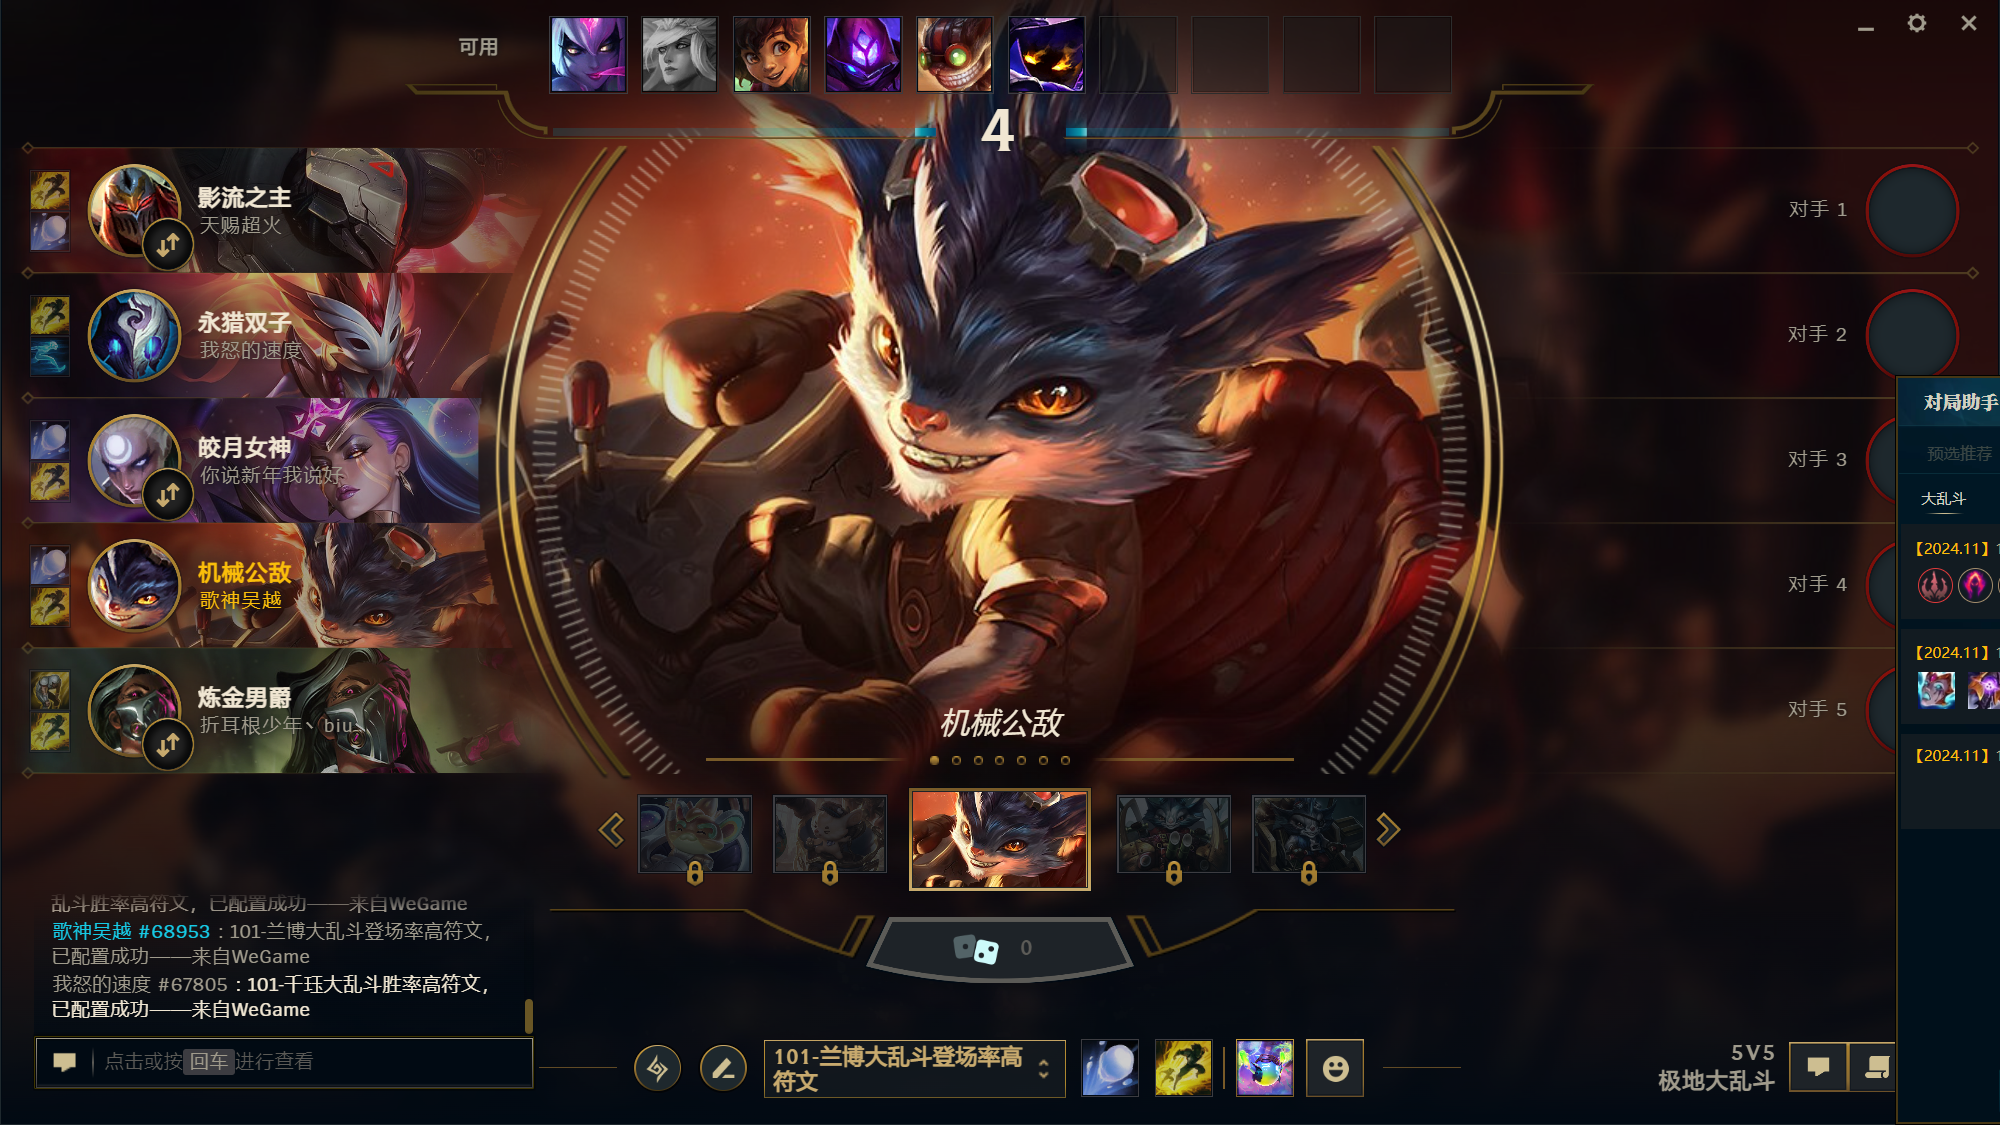 可用
4
影流之主
天赐超火
永猎双子
我怒的速度
皎月女神
你说新年我说好
机械公敌
歌神吴越
炼金男爵
折耳根少年丶 biu
对手 1
对手 2
对手 3
对手 4
对手 5
对局助手
预选推荐
大乱斗
【2024.11】1
【2024.11】1
【2024.11】1
机械公敌
0
乱斗胜率高符文，已配置成功——来自WeGame
歌神吴越 #68953 : 101-兰博大乱斗登场率高符文，
已配置成功——来自WeGame
我怒的速度 #67805 : 101-千珏大乱斗胜率高符文，
已配置成功——来自WeGame
点击或按 回车 进行查看
101-兰博大乱斗登场率高
符文
5V5
极地大乱斗